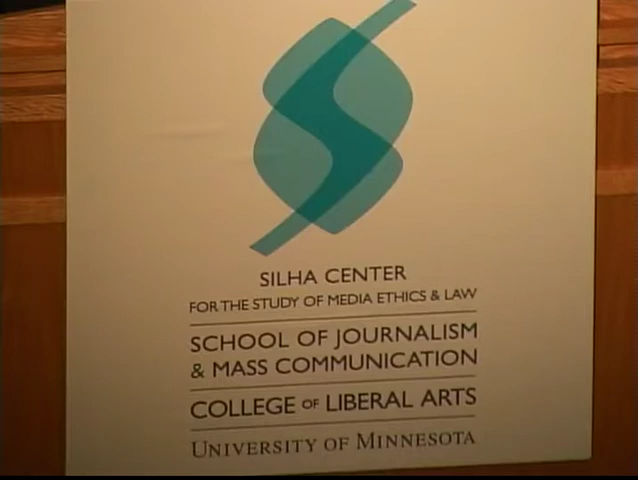 SILHA CENTER
FOR THE STUDY OF MEDIA ETHICS & LAW
SCHOOL OF JOURNALISM
& MASS COMMUNICATION
COLLEGE OF LIBERAL ARTS
UNIVERSITY OF MINNESOTA